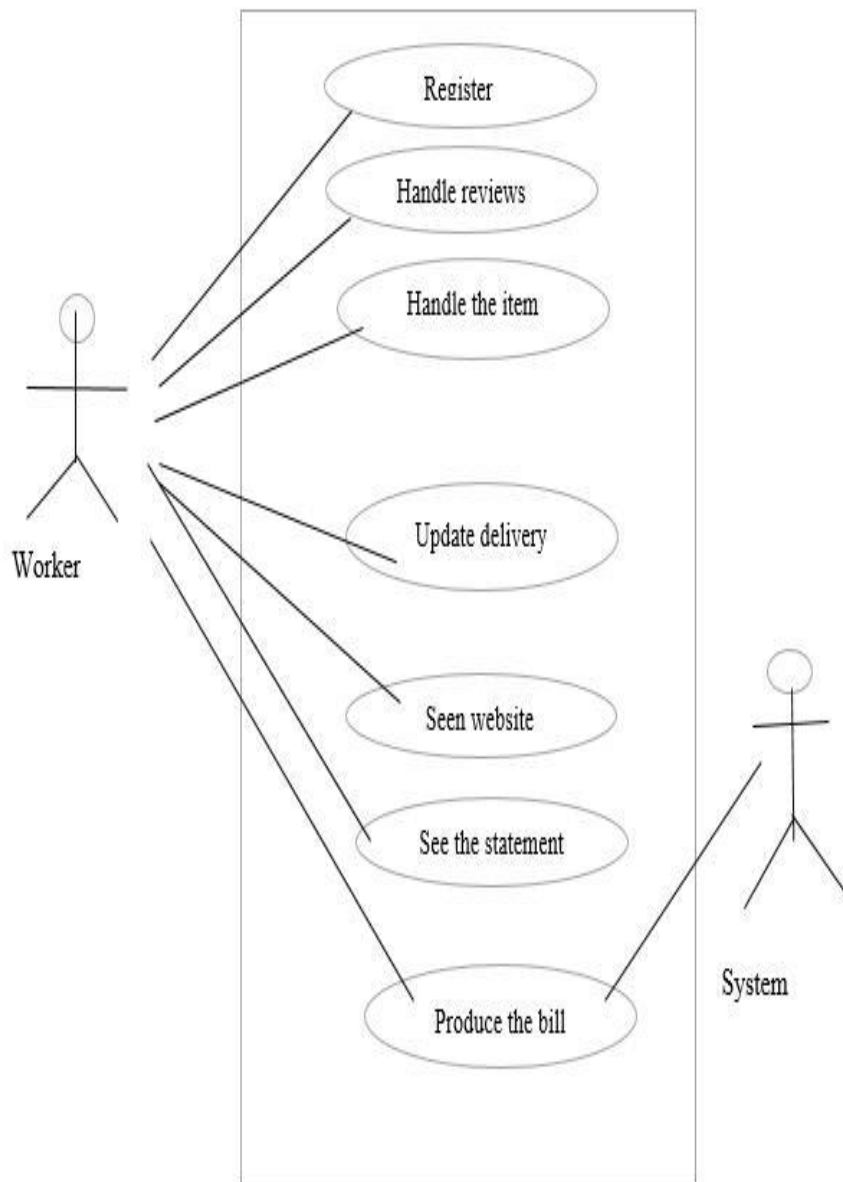 Register
Handle reviews
Handle the item
Update delivery
Worker
Seen website
See the statement
System
Produce the bill